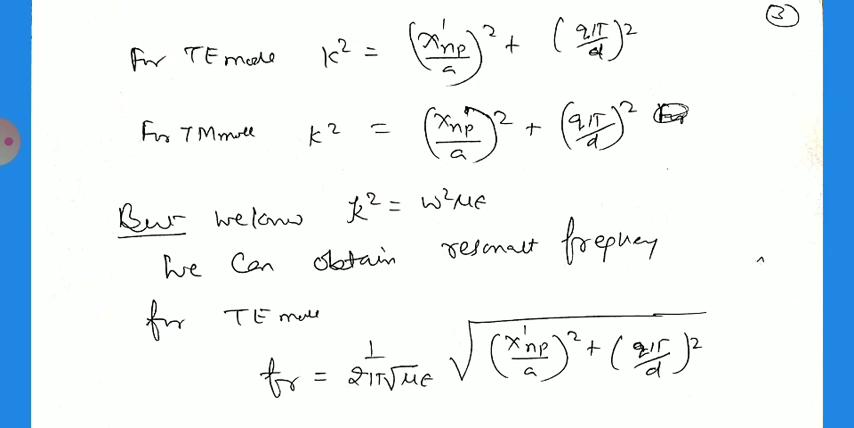 ③
For TE mode k² = (x'np/a)² + (qπ/d)²
For TM mode k² = (xnp/a)² + (qπ/d)²
But we know k² = ω²με
we can obtain resonant frequency
for TE mode
fr = 1/2π√με √(x'np/a)² + (qπ/d)²